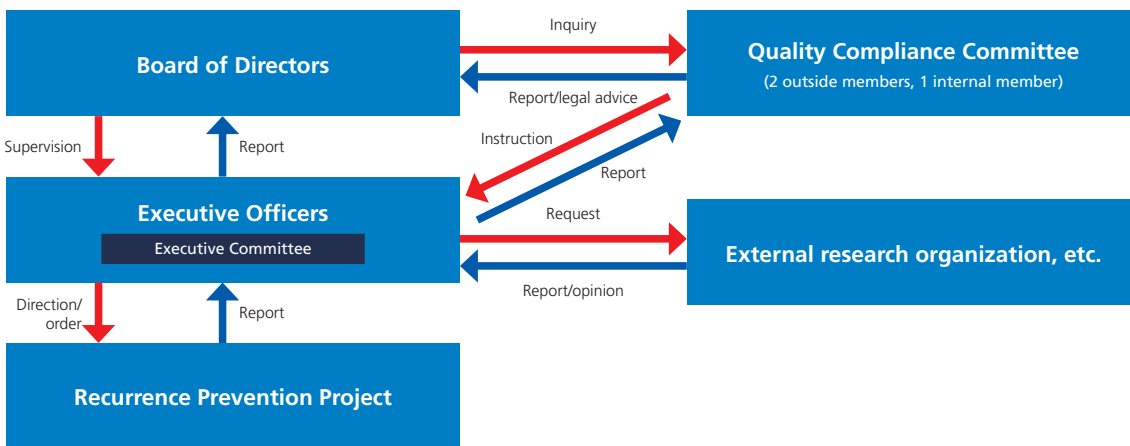 Inquiry
Board of Directors
Quality Compliance Committee
(2 outside members, 1 internal member)
Report/legal advice
Supervision
Report
Instruction
Report
Executive Officers
Executive Committee
Request
External research organization, etc.
Report/opinion
Direction/
order
Report
Recurrence Prevention Project